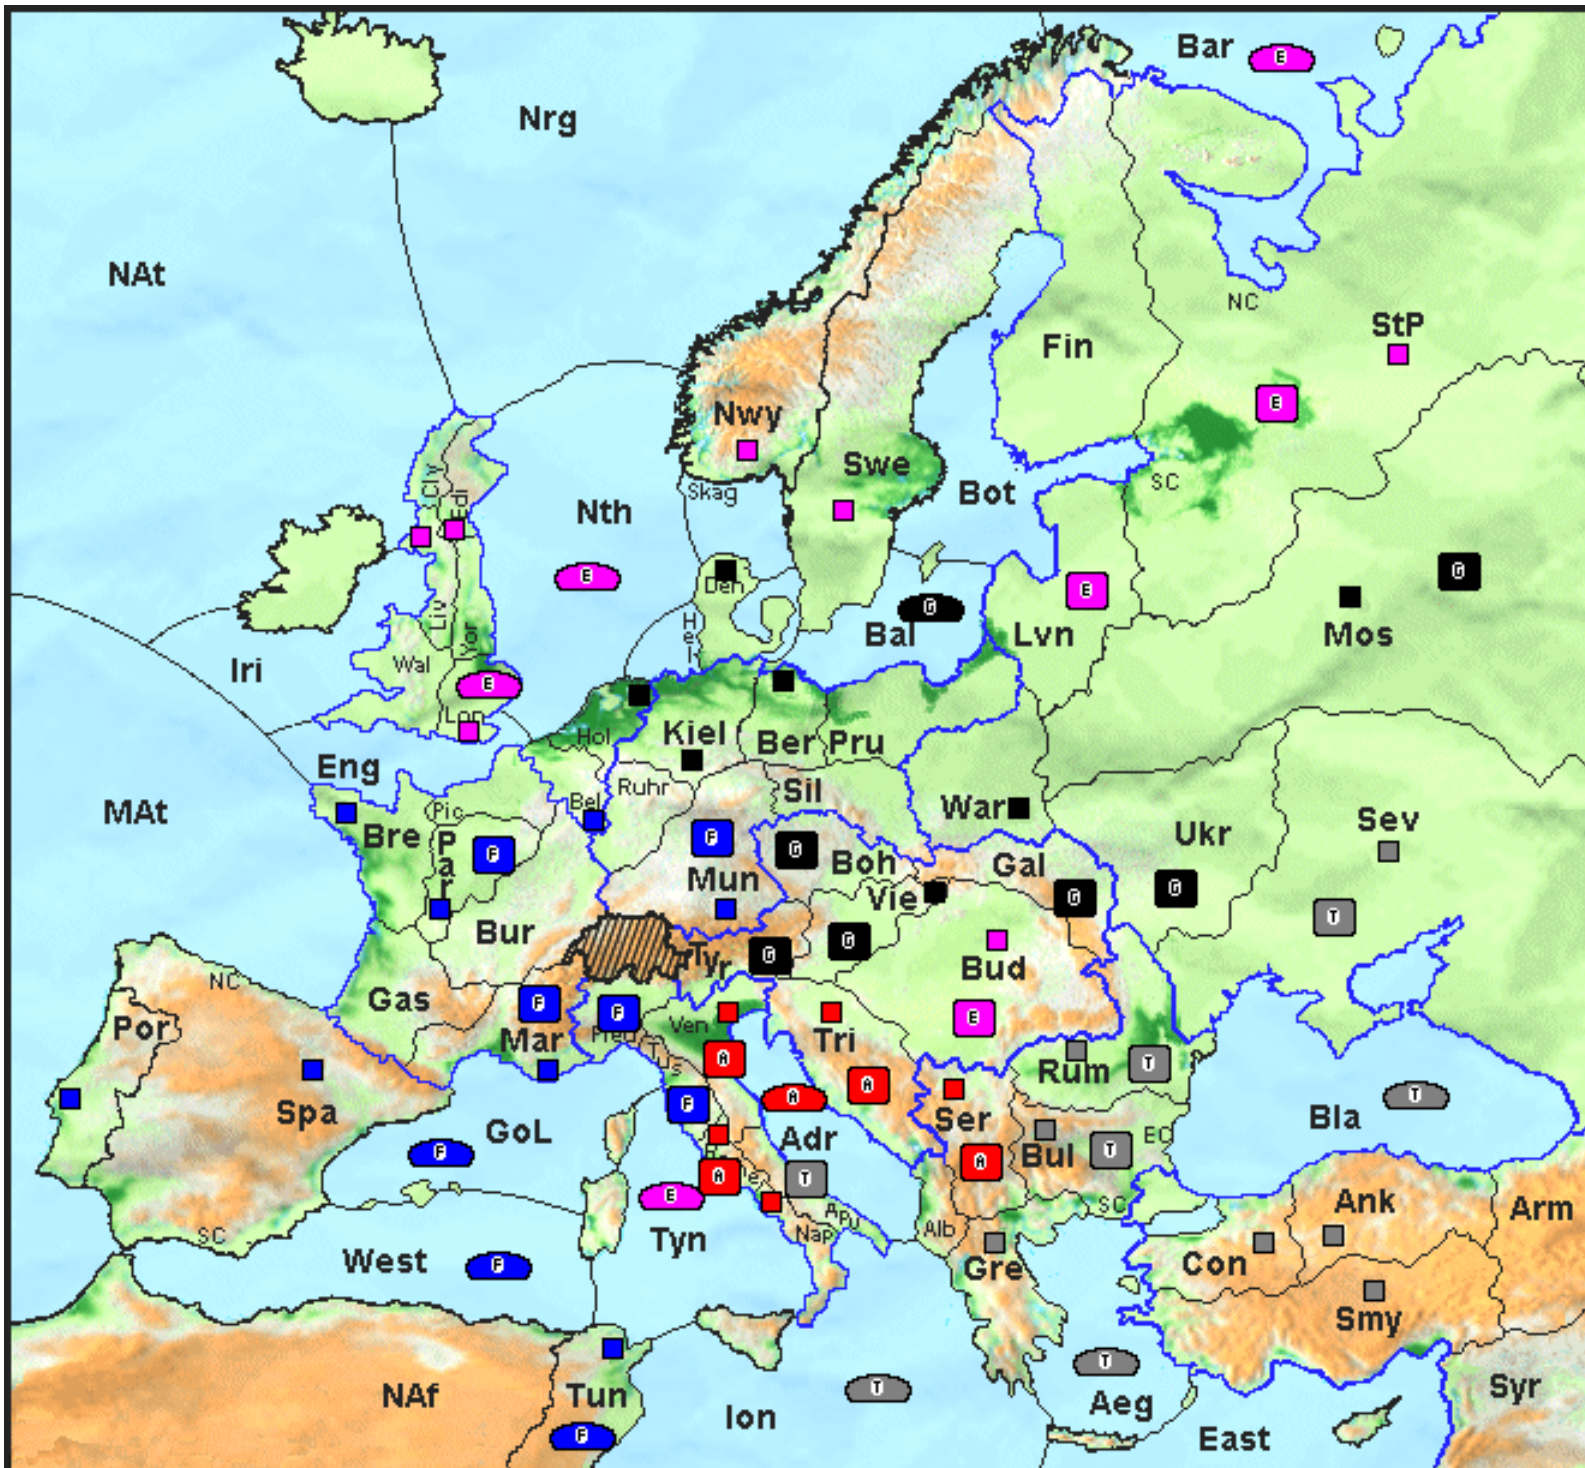 Bar
E
Nrg
NAt
NC
StP
Fin
E
Nwy
Swe
Cly
Edi
Skag
Bot
SC
Nth
E
Den
G
Bal
E
Lvn
G
Mos
Hel
Liv
Yor
Wal
Iri
E
Lon
Hol
Kiel
Ber
Pru
Eng
Ruhr
Sil
MAt
Pic
Bel
War
Sev
Bre
Par
F
F
Mun
G
Boh
Gal
Ukr
Vie
G
G
T
Bur
Tyr
G
G
Bud
NC
Gas
F
F
E
Por
Mar
Pied
Ven
Tri
Tus
A
A
Rum
T
Spa
F
A
Ser
T
GoL
Adr
Bla
F
Bul
T
EC
A
T
A
E
SC
Ank
Arm
SC
Tyn
Apu
Nap
Alb
West
F
Gre
Con
Smy
T
NAf
Tun
Ion
T
Aeg
Syr
F
East